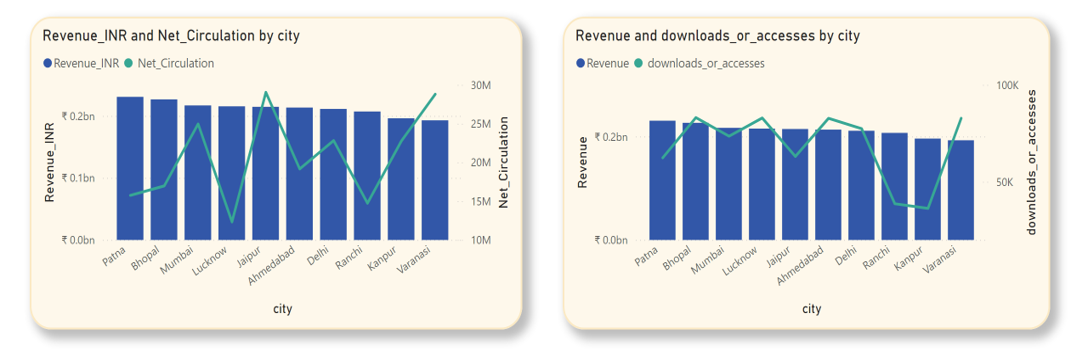 Revenue_INR and Net_Circulation by city
Revenue_INR Net_Circulation
30M
₹ 0.2bn
25M
20M
₹ 0.1bn
15M
₹ 0.0bn
10M
Revenue_INR
Net_Circulation
Patna Bhopal Mumbai Lucknow Jaipur Ahmedabad Delhi Ranchi Kanpur Varanasi
city
Revenue and downloads_or_accesses by city
Revenue downloads_or_accesses
100K
₹ 0.2bn
50K
₹ 0.0bn
Revenue
downloads_or_accesses
Patna Bhopal Mumbai Lucknow Jaipur Ahmedabad Delhi Ranchi Kanpur Varanasi
city